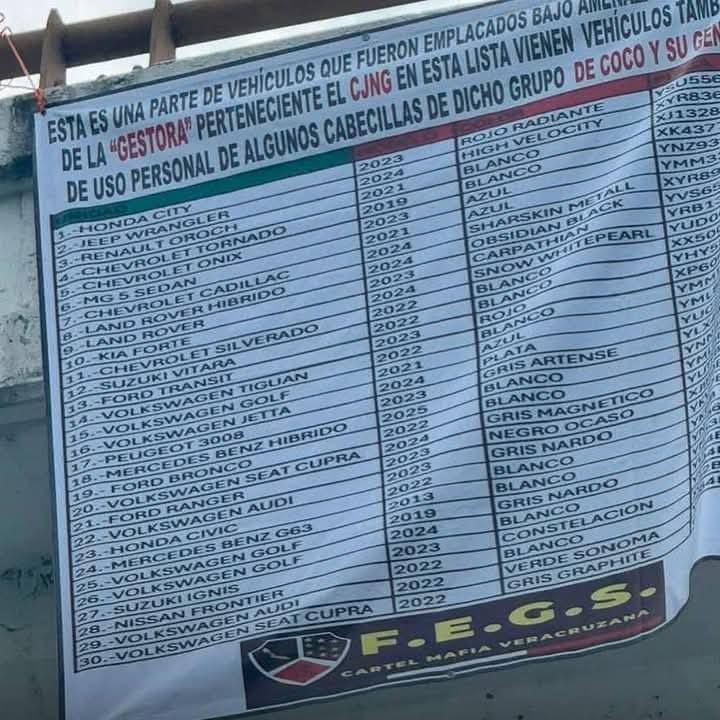 ESTA ES UNA PARTE DE VEHÍCULOS QUE FUERON EMPLACADOS BAJO
DE LA "GESTORA" PERTENECIENTE EL CJNG EN ESTA LISTA VIENEN VEHÍCULOS
DE USO PERSONAL DE ALGUNOS CABECILLAS DE DICHO GRUPO DE COCO Y SU
1.-HONDA CITY
2.-JEEP WRANGLER
3.-RENAULT OROCH
4.-CHEVROLET TORNADO
5.-CHEVROLET ONIX
6.-MG 5 SEDAN
7.-CHEVROLET CADILLAC
8.-LAND ROVER HIBRIDO
9.-LAND ROVER
10.-KIA FORTE
11.-CHEVROLET SILVERADO
12.-SUZUKI VITARA
13.-FORD TRANSIT
14.-VOLKSWAGEN TIGUAN
15.-VOLKSWAGEN GOLF
16.-VOLKSWAGEN JETTA
17.-PEUGEOT 3008
18.-MERCEDES BENZ HIBRIDO
19.-FORD BRONCO
20.-VOLKSWAGEN SEAT CUPRA
21.-FORD RANGER
22.-VOLKSWAGEN AUDI
23.-HONDA CIVIC
24.-MERCEDES BENZ G63
25.-VOLKSWAGEN GOLF
26.-VOLKSWAGEN GOLF
27.-SUZUKI IGNIS
28.-NISSAN FRONTIER
29.-VOLKSWAGEN AUDI
30.-VOLKSWAGEN SEAT CUPRA
2023
2024
2021
2019
2023
2021
2024
2023
2024
2022
2023
2022
2022
2021
2024
2023
2025
2022
2024
2023
2022
2013
2019
2024
2023
2022
2022
ROJO RADIANTE
HIGH VELOCITY
BLANCO
BLANCO
AZUL
AZUL
SHARSKIN METALL
OBSIDIAN BLACK
CARPATHIAN
SNOW WHITEPEARL
BLANCO
BLANCO
ROJO
BLANCO
AZUL
PLATA
GRIS ARTENSE
BLANCO
BLANCO
GRIS MAGNETICO
NEGRO OCASO
GRIS NARDO
BLANCO
GRIS NARDO
BLANCO
CONSTELACION
BLANCO
VERDE SONOMA
GRIS GRAPHITE
F.E.G.S.
CARTEL MAFIA VERACRUZANA